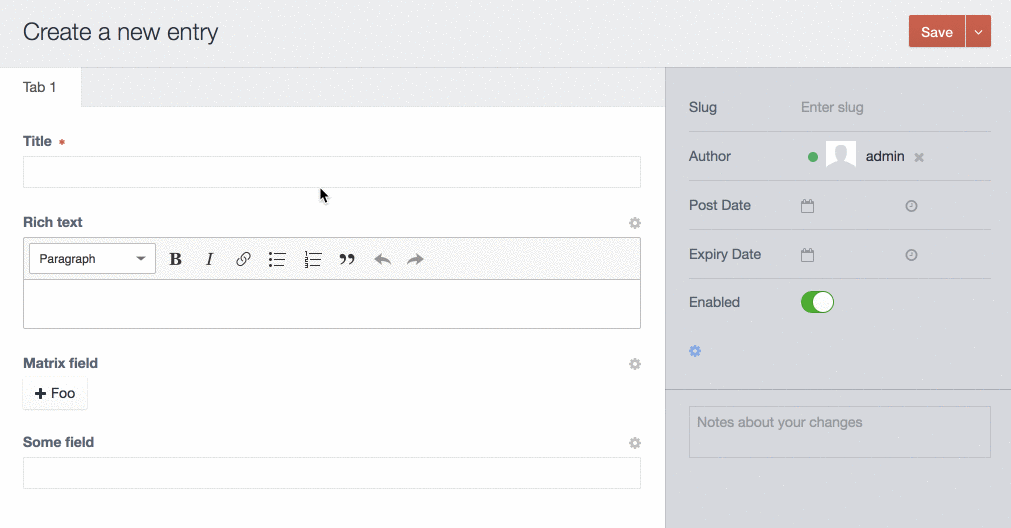 Create a new entry
Save
Tab 1
Title *
Rich text
Paragraph B I
Matrix field
+ Foo
Some field
Slug Enter slug
Author admin
Post Date
Expiry Date
Enabled
Notes about your changes